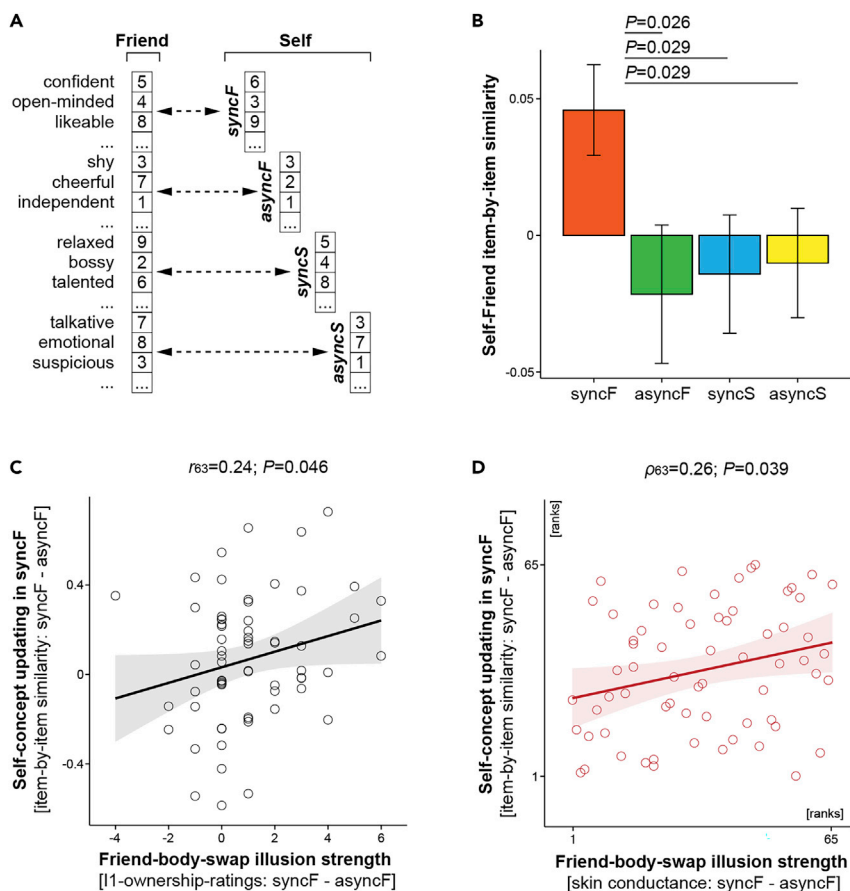 A
Friend Self
confident 5 6
open-minded 4 3
likeable 8 9
... ...
syncF
shy 3 3
cheerful 7 2
independent 1 1
... ... ...
asyncF
relaxed 9 5
bossy 2 4
talented 6 8
... ... ...
syncS
talkative 7 3
emotional 8 7
suspicious 3 1
... ... ...
asyncS
B
P=0.026
P=0.029
P=0.029
Self-Friend item-by-item similarity
0.05
0
-0.05
syncF asyncF syncS asyncS
C
r63=0.24; P=0.046
Self-concept updating in syncF
[item-by-item similarity: syncF - asyncF]
0.4
0
-0.4
-4 -2 0 2 4 6
Friend-body-swap illusion strength
[I1-ownership-ratings: syncF - asyncF]
D
ρ63=0.26; P=0.039
Self-concept updating in syncF
[item-by-item similarity: syncF - asyncF]
[ranks]
65
1
[ranks]
1 65
Friend-body-swap illusion strength
[skin conductance: syncF - asyncF]